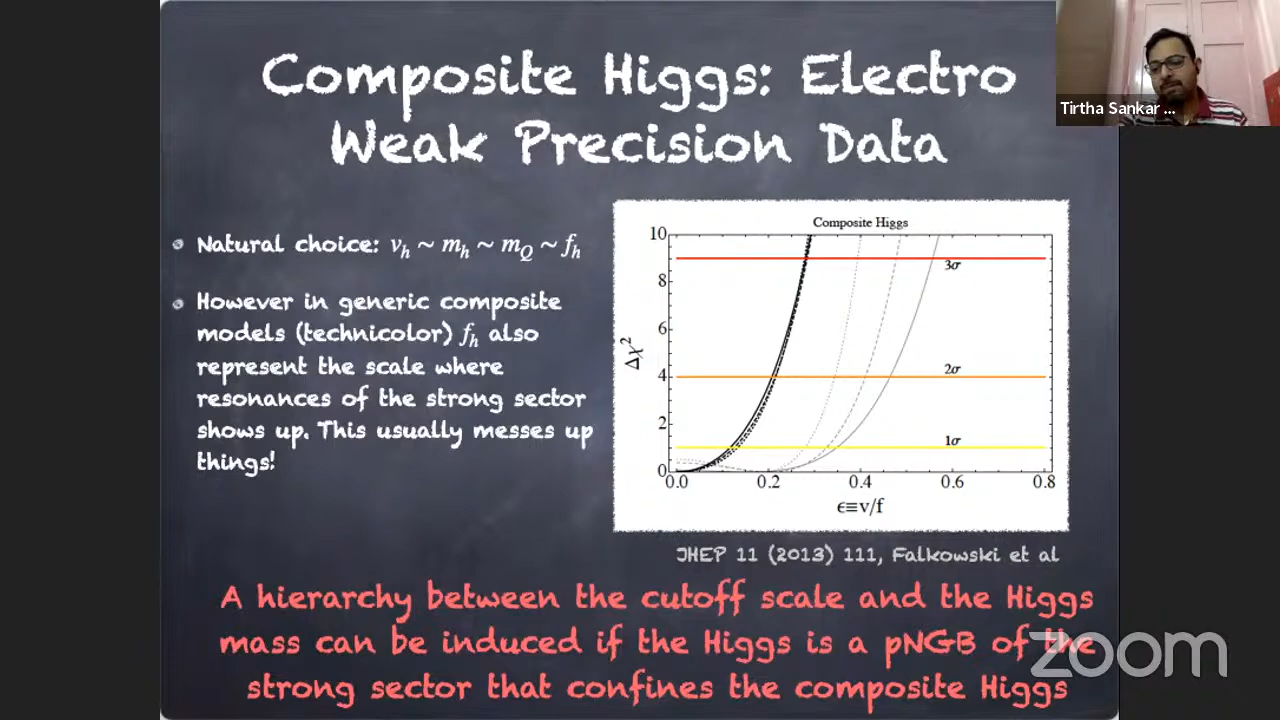 Composite Higgs: Electro
Weak Precision Data
Tirtha Sankar ...
Natural choice: vₕ ~ mₕ ~ m_Q ~ fₕ
However in generic composite
models (technicolor) fₕ also
represent the scale where
resonances of the strong sector
shows up. This usually messes up
things!
Composite Higgs
10
8
6
4
2
0
Δχ²
3σ
2σ
1σ
0.0 0.2 0.4 0.6 0.8
ϵ≡v/f
JHEP 11 (2013) 111, Falkowski et al
A hierarchy between the cutoff scale and the Higgs
mass can be induced if the Higgs is a pNGB of the
strong sector that confines the composite Higgs
zoom